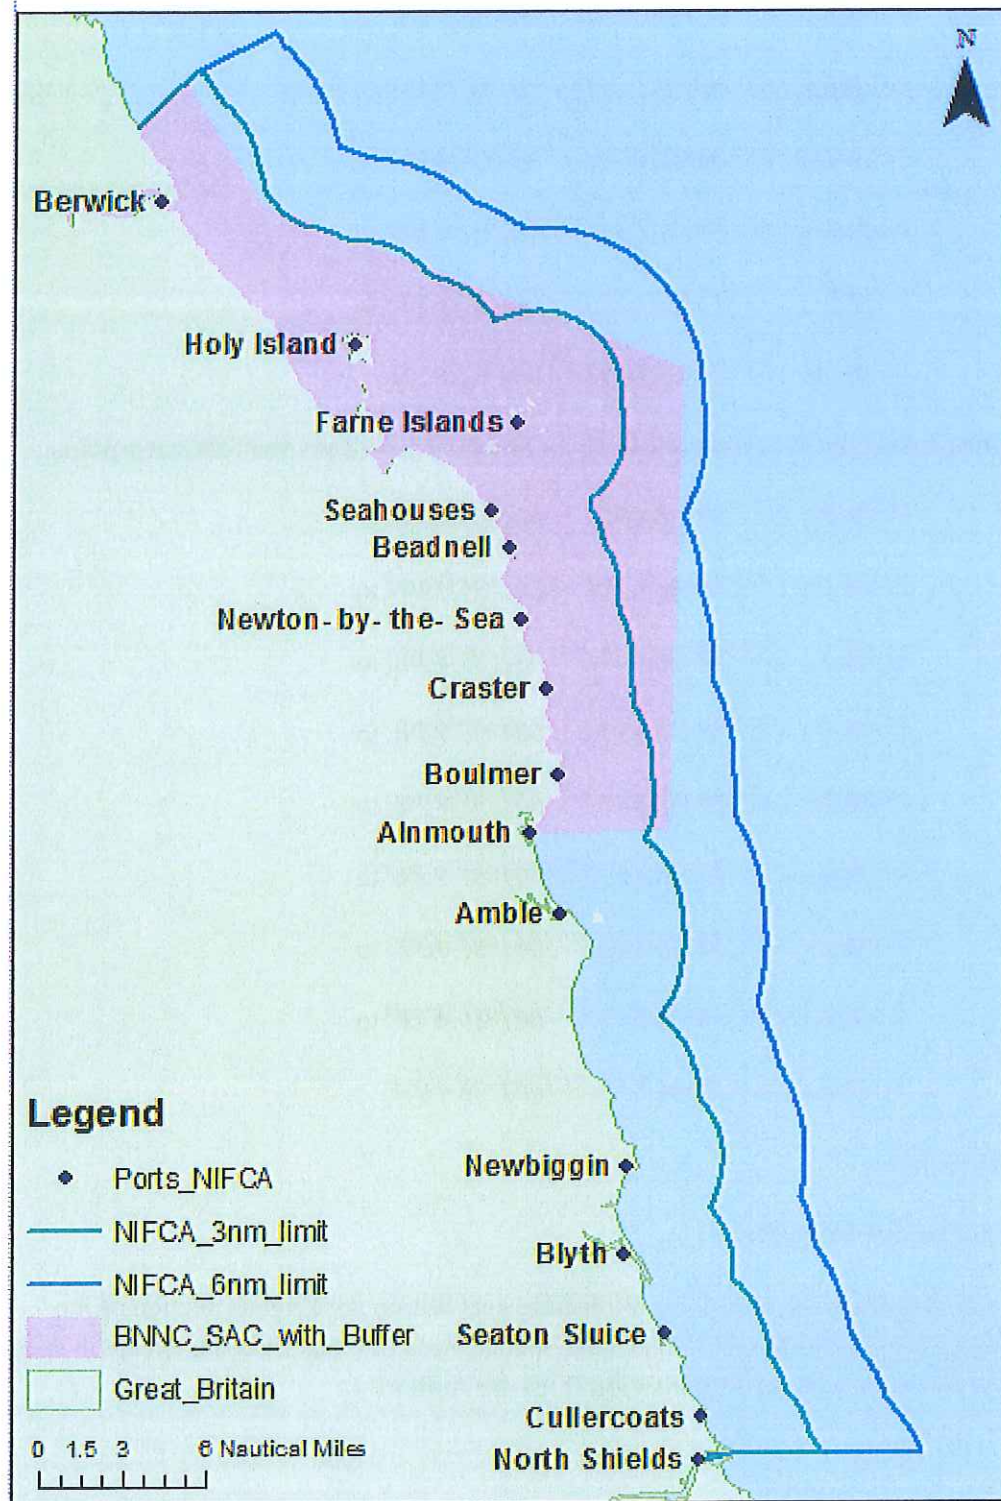 N
Berwick
Holy Island
Farne Islands
Seahouses
Beadnell
Newton-by-the-Sea
Craster
Boulmer
Alnmouth
Amble
Newbiggin
Blyth
Seaton Sluice
Cullercoats
North Shields
Legend
Ports_NIFCA
NIFCA_3nm_limit
NIFCA_6nm_limit
BNNC_SAC_with_Buffer
Great_Britain
0 1.5 3 6 Nautical Miles